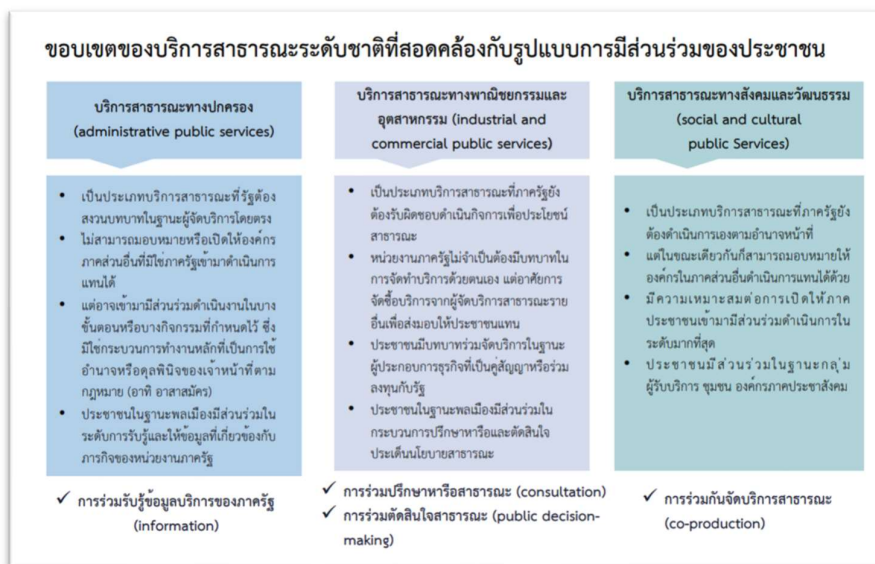 ขอบเขตของบริการสาธารณะระดับชาติที่สอดคล้องกับรูปแบบการมีส่วนร่วมของประชาชน
บริการสาธารณะทางปกครอง
(administrative public services)
• เป็นประเภทบริการสาธารณะที่รัฐต้อง
สงวนบทบาทในฐานะผู้จัดบริการโดยตรง
• ไม่สามารถมอบหมายหรือเปิดให้องค์กร
ภาคส่วนอื่นที่มิใช่ภาครัฐเข้ามาดำเนินการ
แทนได้
• แต่อาจเข้ามามีส่วนร่วมดำเนินงานในบาง
ขั้นตอนหรือบางกิจกรรมที่กำหนดไว้ ซึ่ง
มิใช่กระบวนการทำงานหลักที่เป็นการใช้
อำนาจหรือดุลพินิจของเจ้าหน้าที่ตาม
กฎหมาย (อาทิ อาสาสมัคร)
• ประชาชนในฐานะพลเมืองมีส่วนร่วมใน
ระดับการรับรู้และให้ข้อมูลที่เกี่ยวข้องกับ
ภารกิจของหน่วยงานภาครัฐ
✓ การร่วมรับรู้ข้อมูลบริการของภาครัฐ
(information)
บริการสาธารณะทางพาณิชยกรรมและ
อุตสาหกรรม (industrial and
commercial public services)
• เป็นประเภทบริการสาธารณะที่ภาครัฐยัง
ต้องรับผิดชอบดำเนินกิจการเพื่อประโยชน์
สาธารณะ
• หน่วยงานภาครัฐไม่จำเป็นต้องมีบทบาทใน
การจัดทำบริการด้วยตนเอง แต่อาศัยการ
จัดซื้อบริการจากผู้จัดบริการสาธารณะราย
อื่นเพื่อส่งมอบให้ประชาชนแทน
• ประชาชนมีบทบาทร่วมจัดบริการในฐานะ
ผู้ประกอบการธุรกิจที่เป็นคู่สัญญาหรือร่วม
ลงทุนกับรัฐ
• ประชาชนในฐานะพลเมืองมีส่วนร่วมใน
กระบวนการปรึกษาหารือและตัดสินใจ
ประเด็นนโยบายสาธารณะ
✓ การร่วมปรึกษาหารือสาธารณะ (consultation)
✓ การร่วมตัดสินใจสาธารณะ (public decision-
making)
บริการสาธารณะทางสังคมและวัฒนธรรม
(social and cultural
public Services)
• เป็นประเภทบริการสาธารณะที่ภาครัฐยัง
ต้องดำเนินการเองตามอำนาจหน้าที่
• แต่ในขณะเดียวกันก็สามารถมอบหมายให้
องค์กรในภาคส่วนอื่นดำเนินการแทนได้ด้วย
• มีความเหมาะสมต่อการเปิดให้ภาค
ประชาชนเข้ามามีส่วนร่วมดำเนินการใน
ระดับมากที่สุด
• ประชาชนมีส่วนร่วมในฐานะกลุ่ม
ผู้รับบริการ ชุมชน องค์กรภาคประชาสังคม
✓ การร่วมกันจัดบริการสาธารณะ
(co-production)